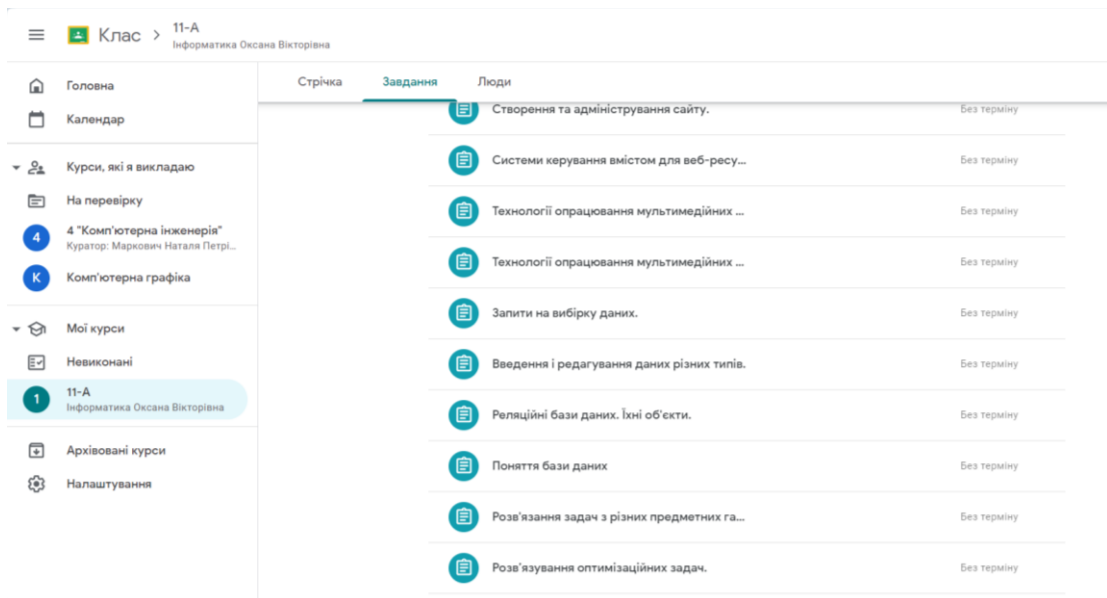 Клас > 11-А
Інформатика Оксана Вікторівна
Головна
Календар
Курси, які я викладаю
На перевірку
4
4 "Комп'ютерна інженерія"
Куратор: Маркович Наталя Петрі...
К
Комп'ютерна графіка
Мої курси
Невиконані
1
11-А
Інформатика Оксана Вікторівна
Архівовані курси
Налаштування
Стрічка Завдання Люди
Створення та адміністрування сайту. Без терміну
Системи керування вмістом для веб-ресу... Без терміну
Технології опрацювання мультимедійних ... Без терміну
Технології опрацювання мультимедійних ... Без терміну
Запити на вибірку даних. Без терміну
Введення і редагування даних різних типів. Без терміну
Реляційні бази даних. Їхні об'єкти. Без терміну
Поняття бази даних Без терміну
Розв'язання задач з різних предметних га... Без терміну
Розв'язування оптимізаційних задач. Без терміну